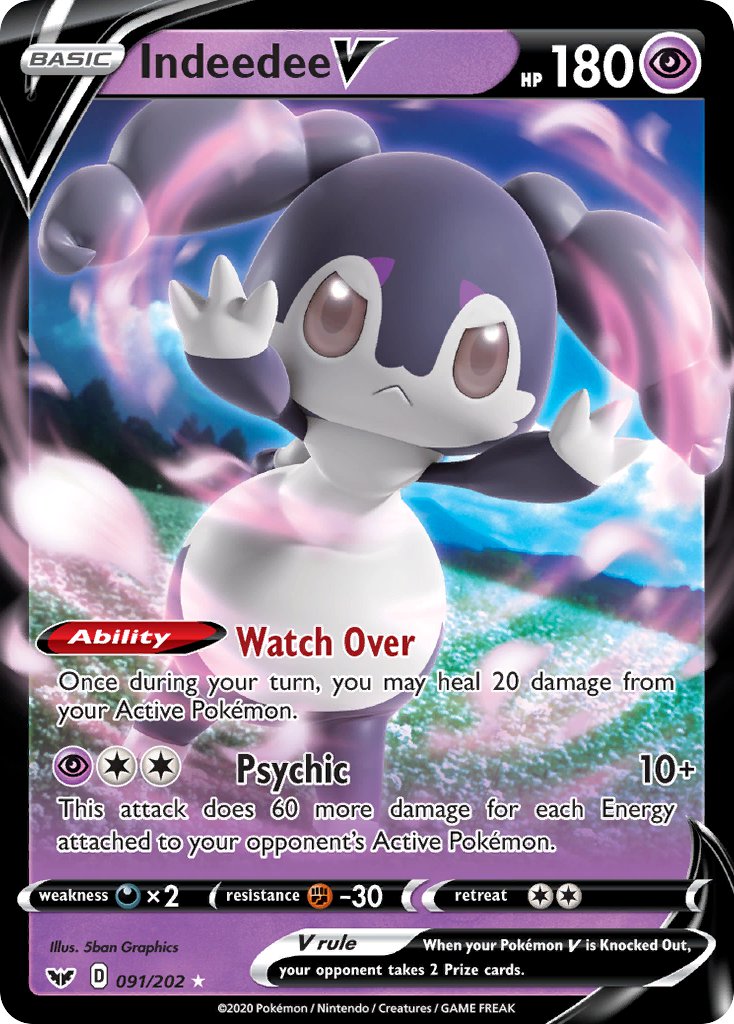 BASIC Indeedee V HP 180
Ability Watch Over
Once during your turn, you may heal 20 damage from
your Active Pokémon.
Psychic 10+
This attack does 60 more damage for each Energy
attached to your opponent's Active Pokémon.
weakness ×2 resistance -30 retreat
Illus. 5ban Graphics
V rule When your Pokémon V is Knocked Out,
your opponent takes 2 Prize cards.
D 091/202
©2020 Pokémon / Nintendo / Creatures / GAME FREAK